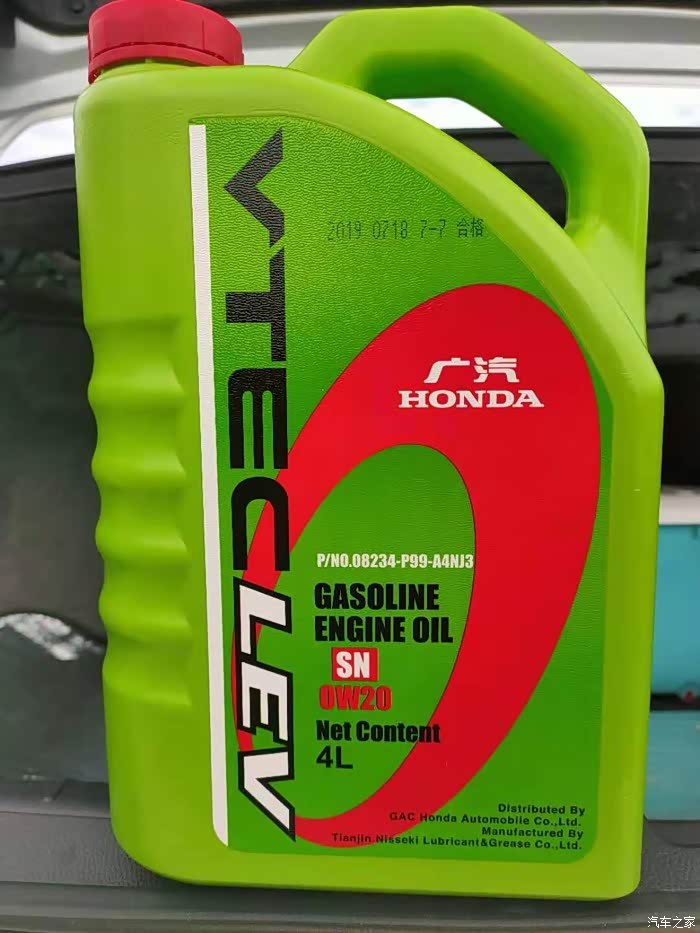 VTEC LEV
2019 0718 7-7 合格
广汽
HONDA
P/NO.08234-P99-A4NJ3
GASOLINE
ENGINE OIL
SN
0W20
Net Content
4L
Distributed By
GAC Honda Automobile Co.,Ltd.
Manufactured By
Tianjin Nisseki Lubricant&Grease Co.,Ltd.
汽车之家